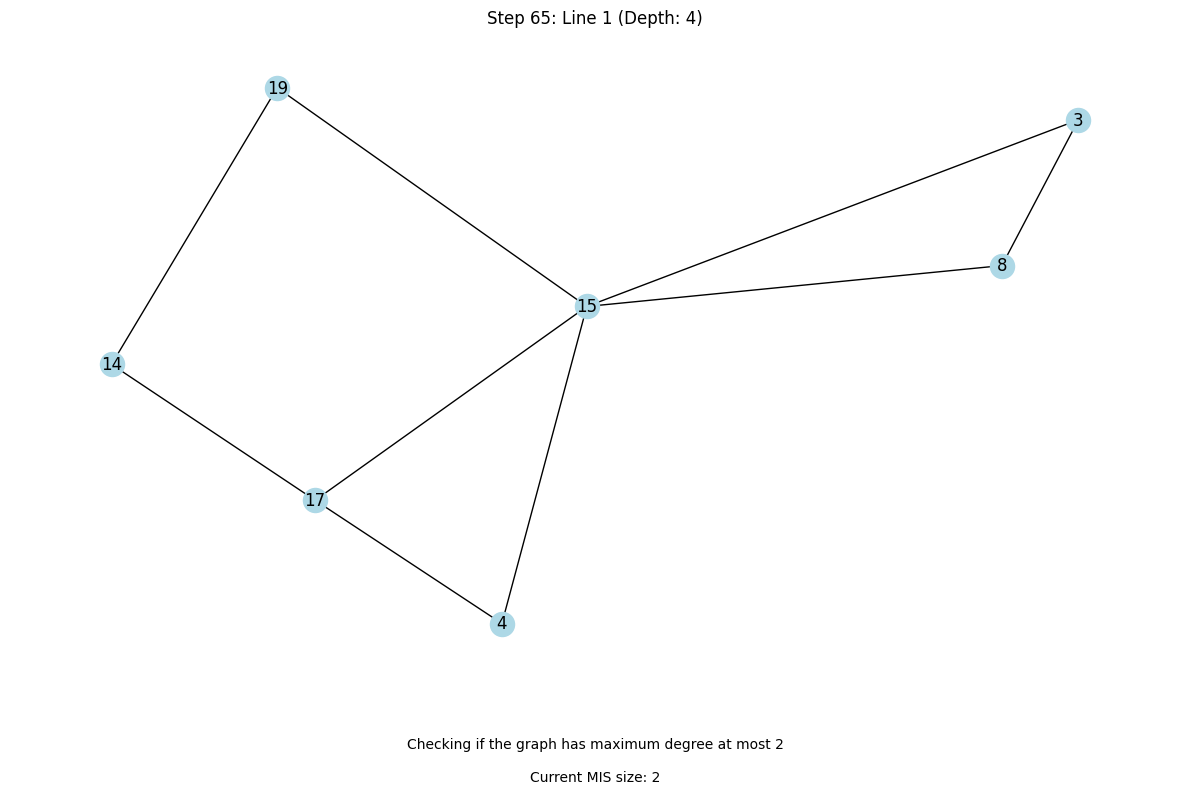 Step 65: Line 1 (Depth: 4)
19
3
8
15
14
17
4
Checking if the graph has maximum degree at most 2
Current MIS size: 2